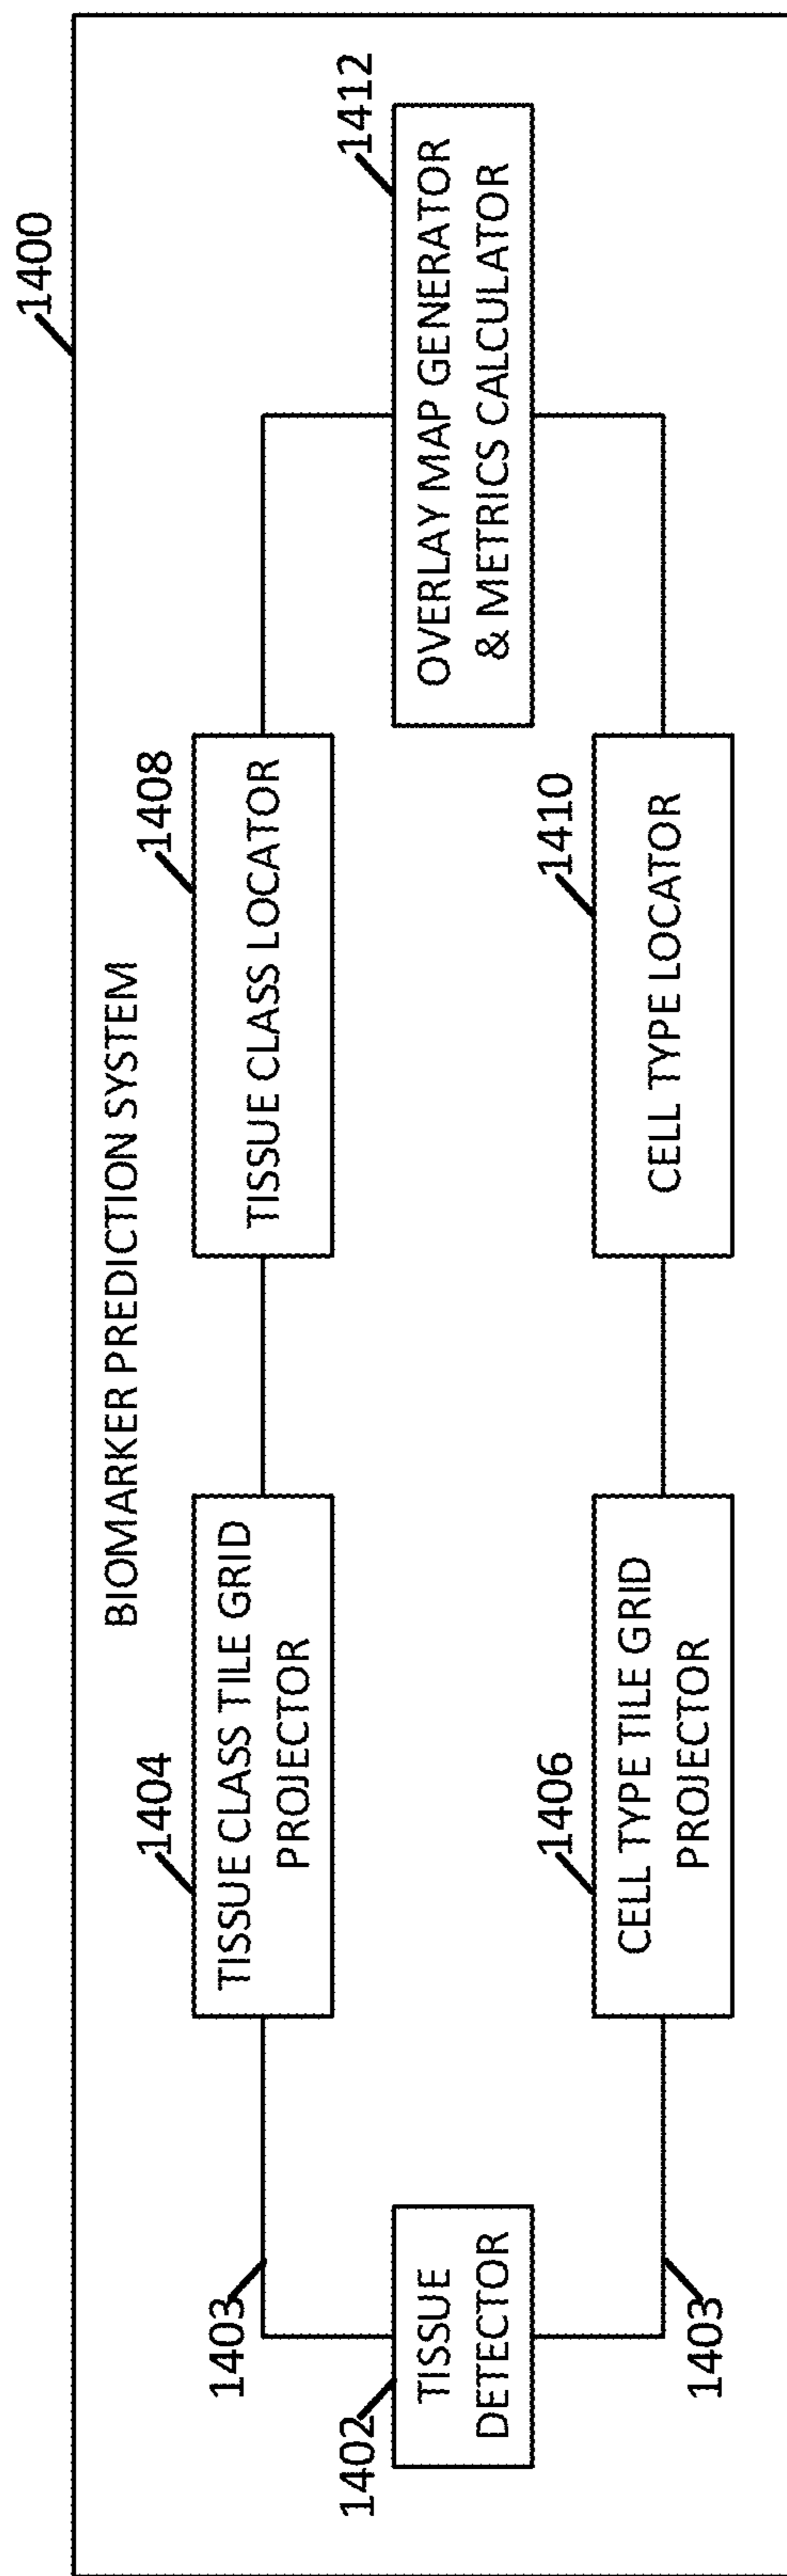 1400
BIOMARKER PREDICTION SYSTEM
1402
TISSUE
DETECTOR
1403
1403
1404
TISSUE CLASS TILE GRID
PROJECTOR
1406
CELL TYPE TILE GRID
PROJECTOR
1408
TISSUE CLASS LOCATOR
1410
CELL TYPE LOCATOR
1412
OVERLAY MAP GENERATOR
& METRICS CALCULATOR